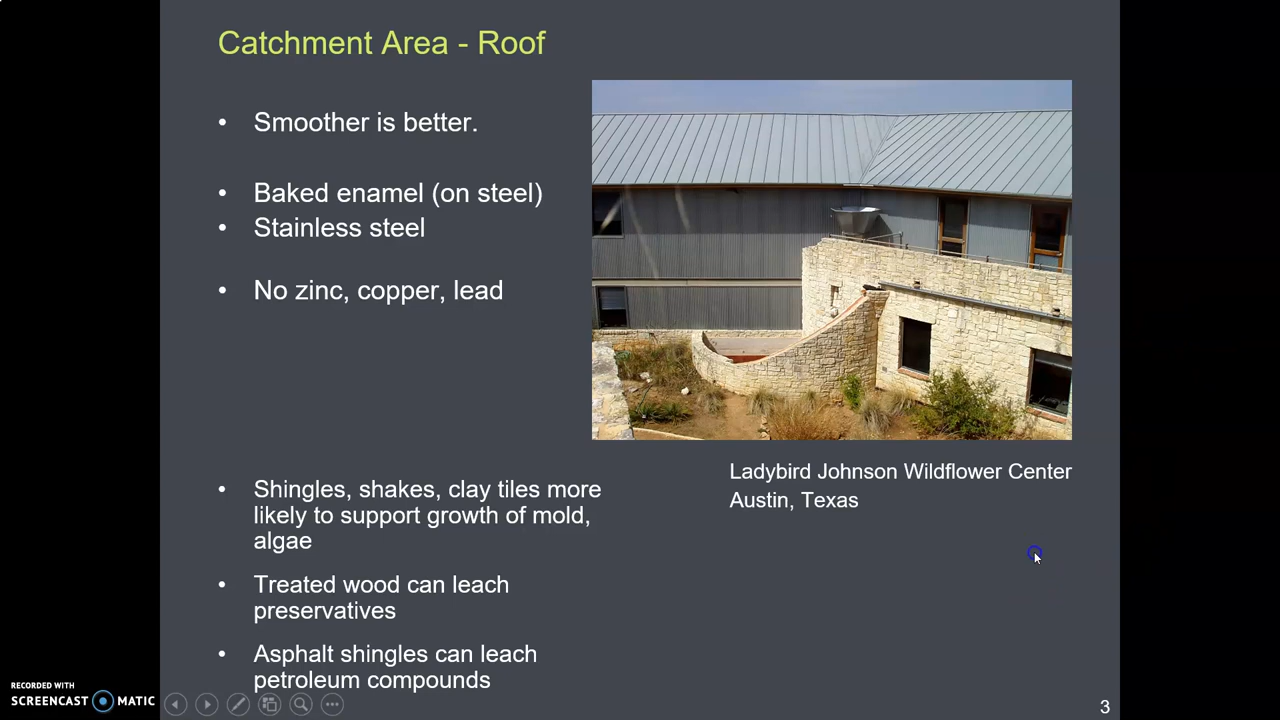 Catchment Area - Roof
• Smoother is better.
• Baked enamel (on steel)
• Stainless steel
• No zinc, copper, lead
• Shingles, shakes, clay tiles more
likely to support growth of mold,
algae
• Treated wood can leach
preservatives
• Asphalt shingles can leach
petroleum compounds
Ladybird Johnson Wildflower Center
Austin, Texas
RECORDED WITH
SCREENCAST MATIC
3